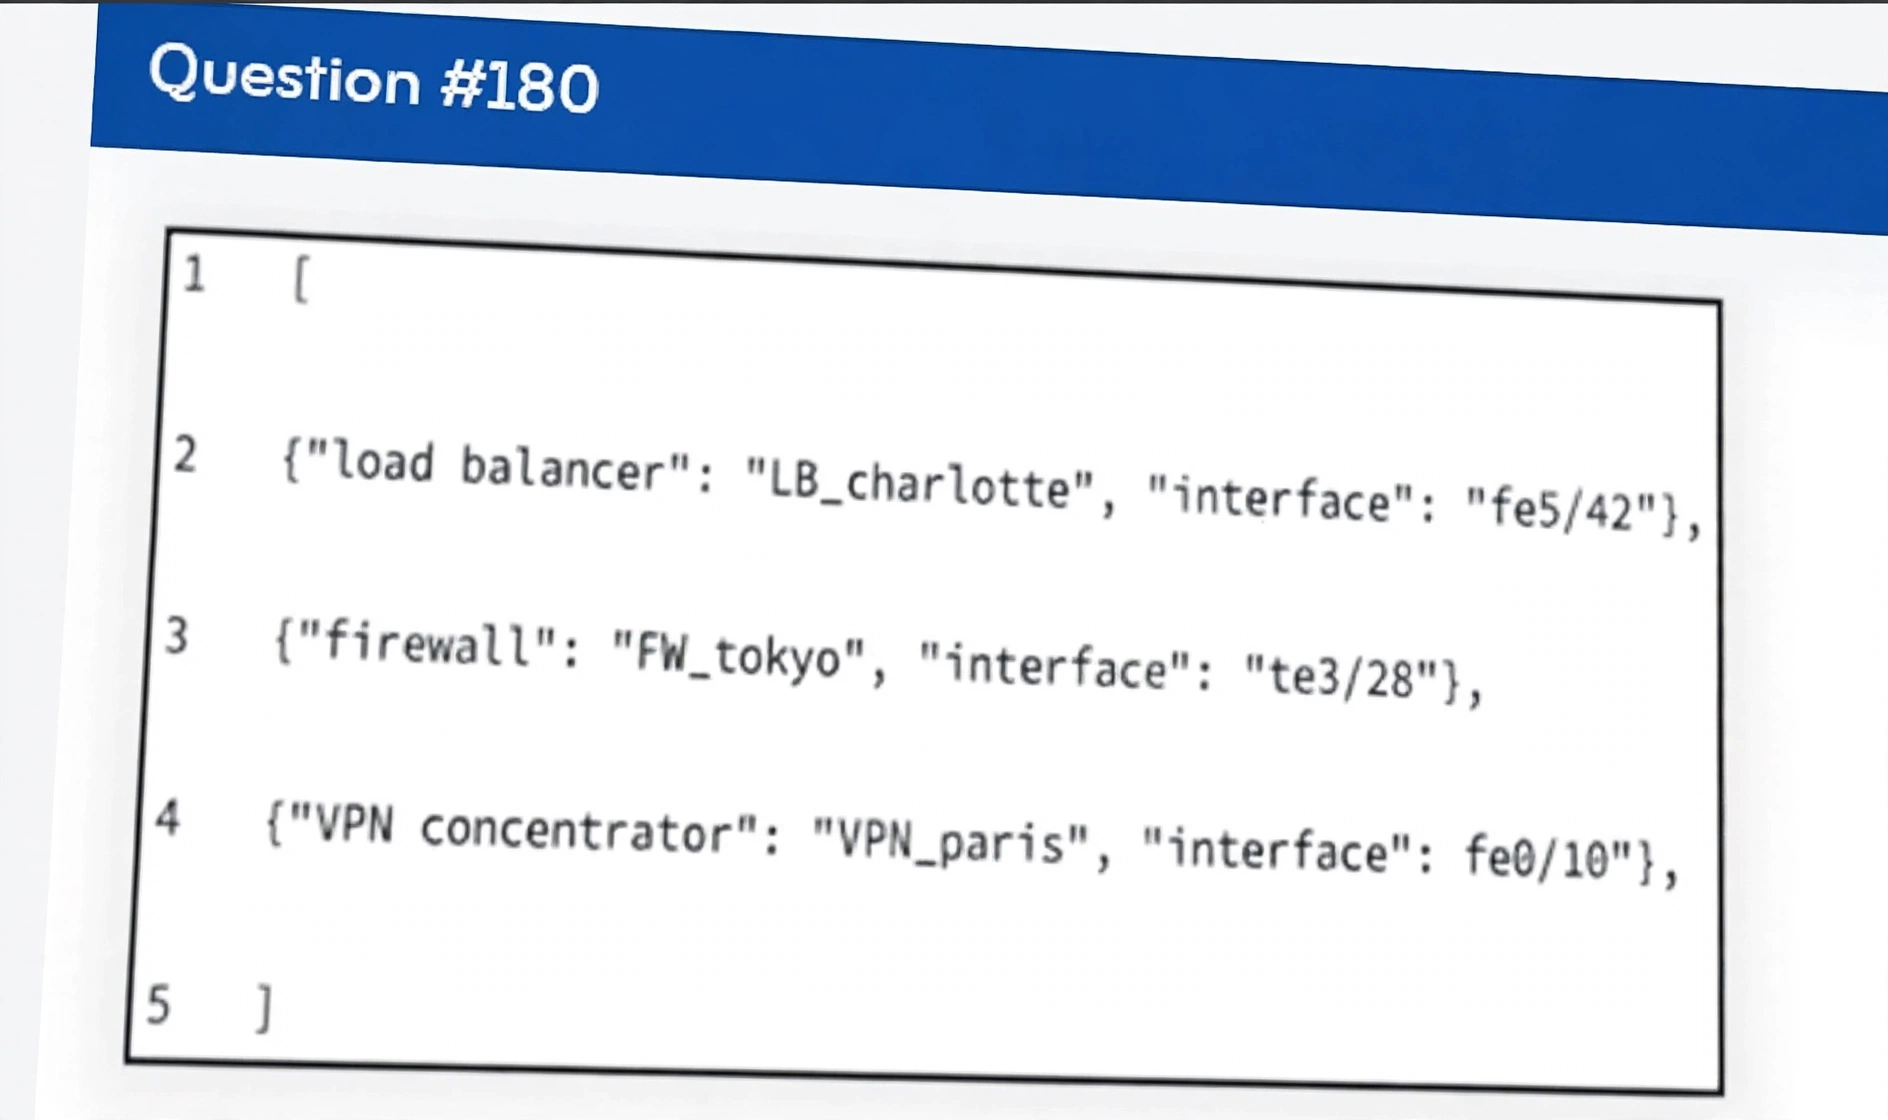 Question #180
1 [
2 {"load balancer": "LB_charlotte", "interface": "fe5/42"},
3 {"firewall": "FW_tokyo", "interface": "te3/28"},
4 {"VPN concentrator": "VPN_paris", "interface": fe0/10"},
5 ]